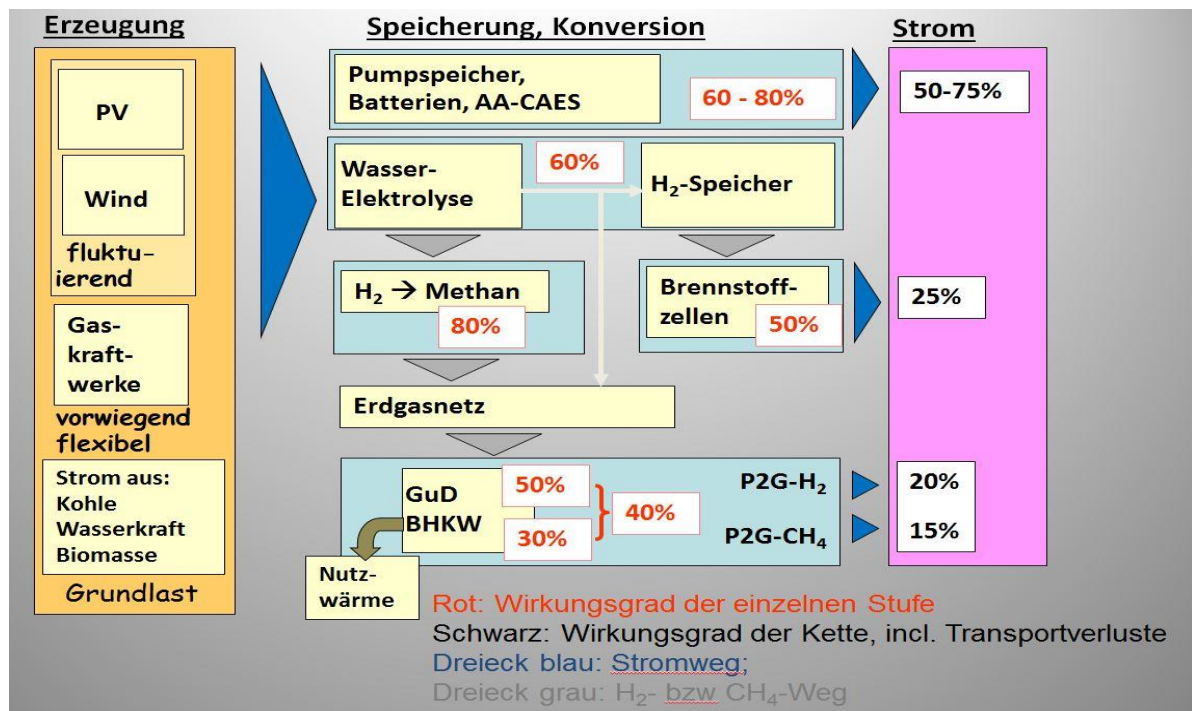 Erzeugung
PV
Wind
fluktu-
ierend
Gas-
kraft-
werke
vorwiegend
flexibel
Strom aus:
Kohle
Wasserkraft
Biomasse
Grundlast
Speicherung, Konversion
Pumpspeicher,
Batterien, AA-CAES
60 - 80%
Wasser-
Elektrolyse
60%
H₂-Speicher
H₂ → Methan
80%
Brennstoff-
zellen
50%
Erdgasnetz
GuD
BHKW
50%
30%
40%
P2G-H₂
P2G-CH₄
Nutz-
wärme
Strom
50-75%
25%
20%
15%
Rot: Wirkungsgrad der einzelnen Stufe
Schwarz: Wirkungsgrad der Kette, incl. Transportverluste
Dreieck blau: Stromweg;
Dreieck grau: H₂- bzw CH₄-Weg